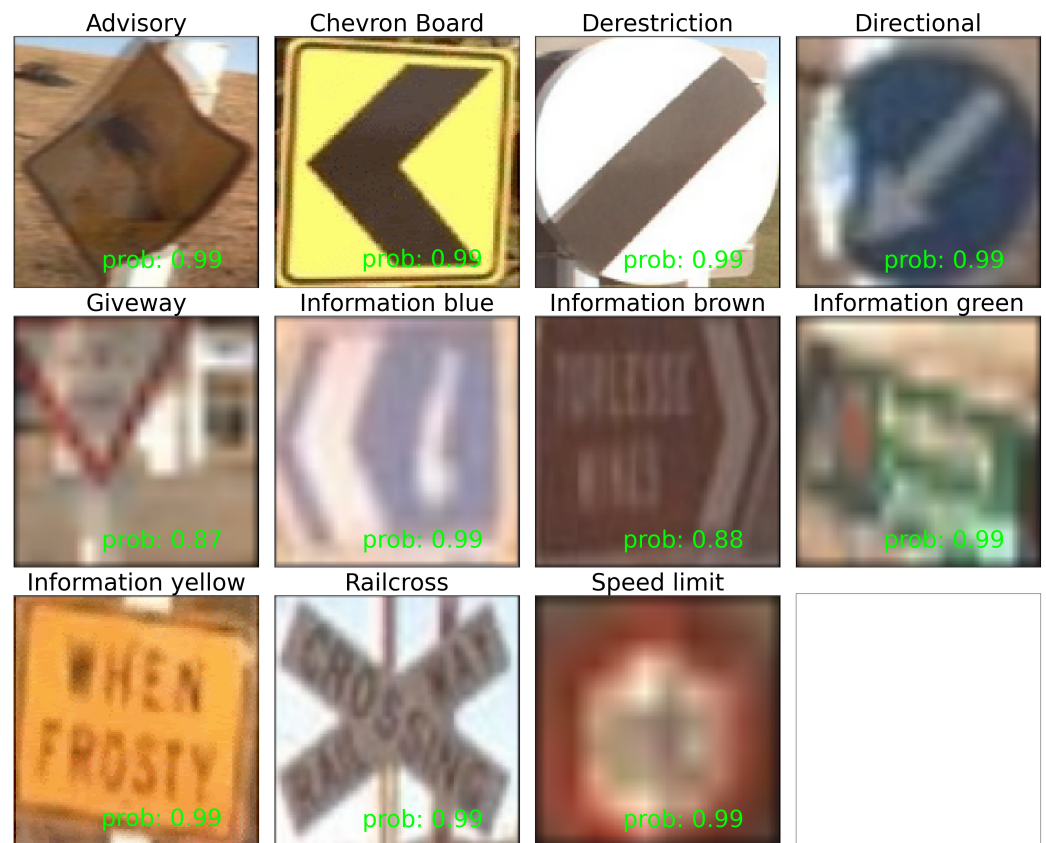 Advisory
Chevron Board
Derestriction
Directional
prob: 0.99
prob: 0.99
prob: 0.99
prob: 0.99
Giveway
Information blue
Information brown
Information green
prob: 0.87
prob: 0.99
prob: 0.88
prob: 0.99
Information yellow
Railcross
Speed limit
WHEN
FROSTY
CROSSING
RAILWAY
prob: 0.99
prob: 0.99
prob: 0.99